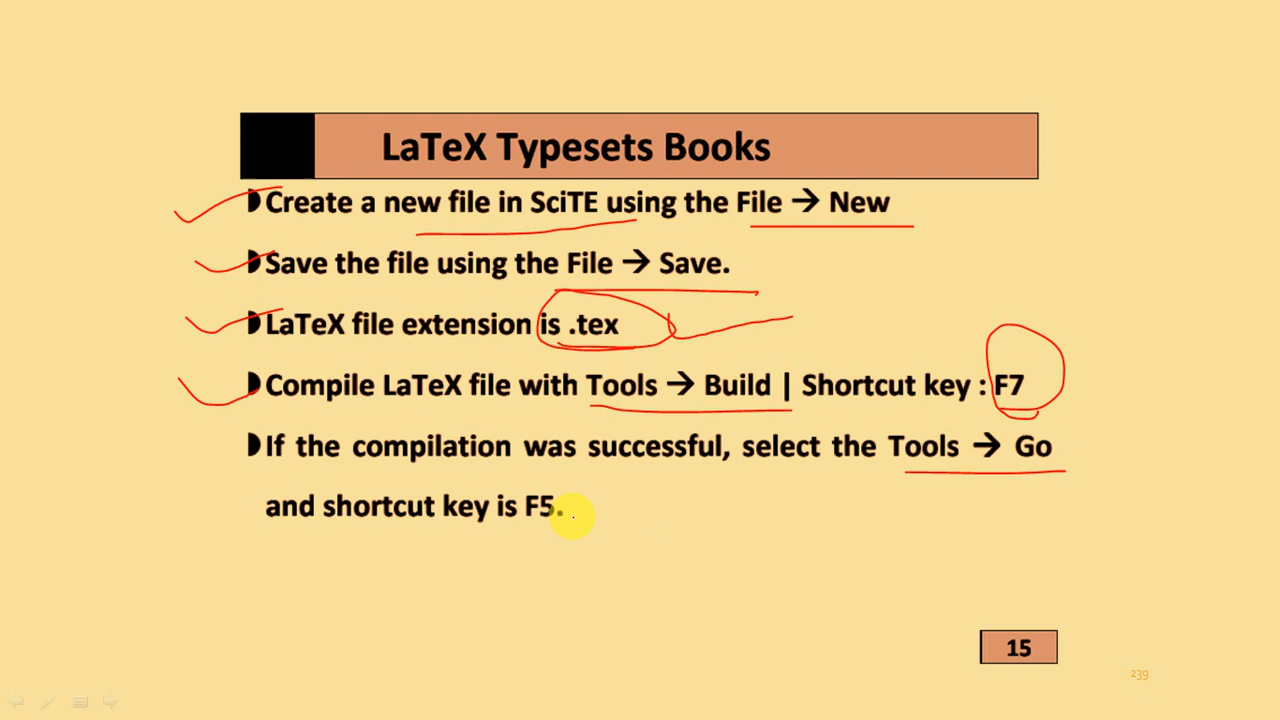 LaTeX Typesets Books
Create a new file in SciTE using the File → New
Save the file using the File → Save.
LaTeX file extension is .tex
Compile LaTeX file with Tools → Build | Shortcut key : F7
If the compilation was successful, select the Tools → Go
and shortcut key is F5.
15
239